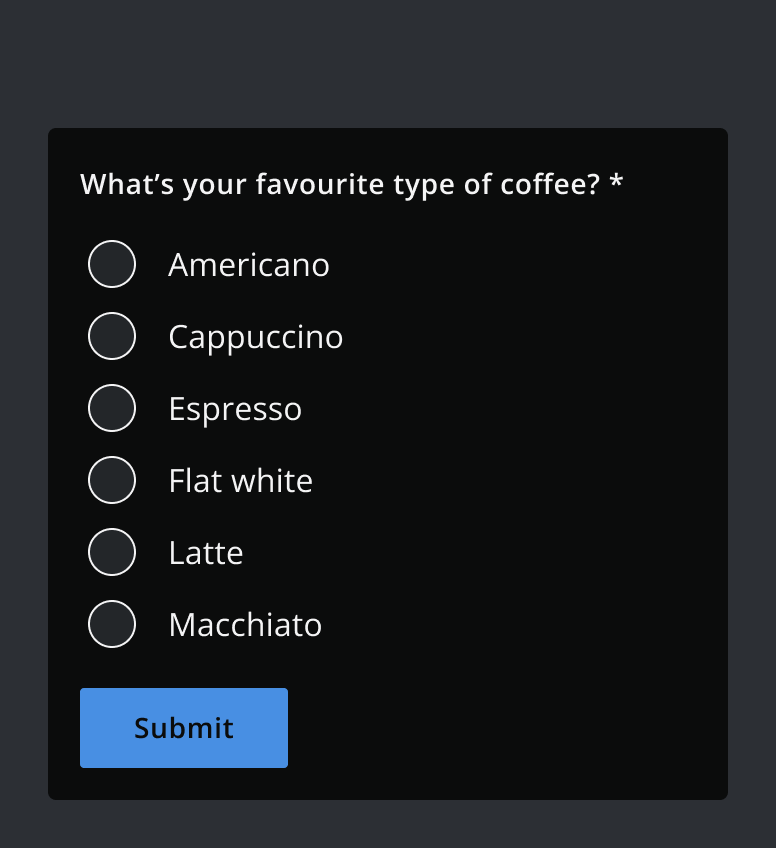 What’s your favourite type of coffee? *
Americano
Cappuccino
Espresso
Flat white
Latte
Macchiato
Submit